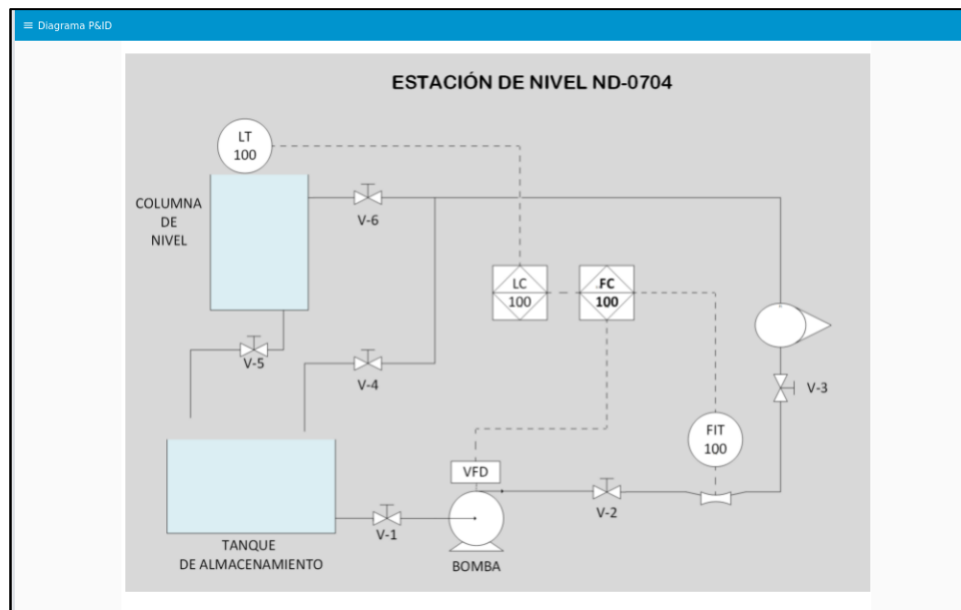 ≡ Diagrama P&ID
ESTACIÓN DE NIVEL ND-0704
LT
100
COLUMNA
DE
NIVEL
V-6
LC
100
FC
100
V-5
V-4
V-3
FIT
100
VFD
V-2
V-1
TANQUE
DE ALMACENAMIENTO
BOMBA